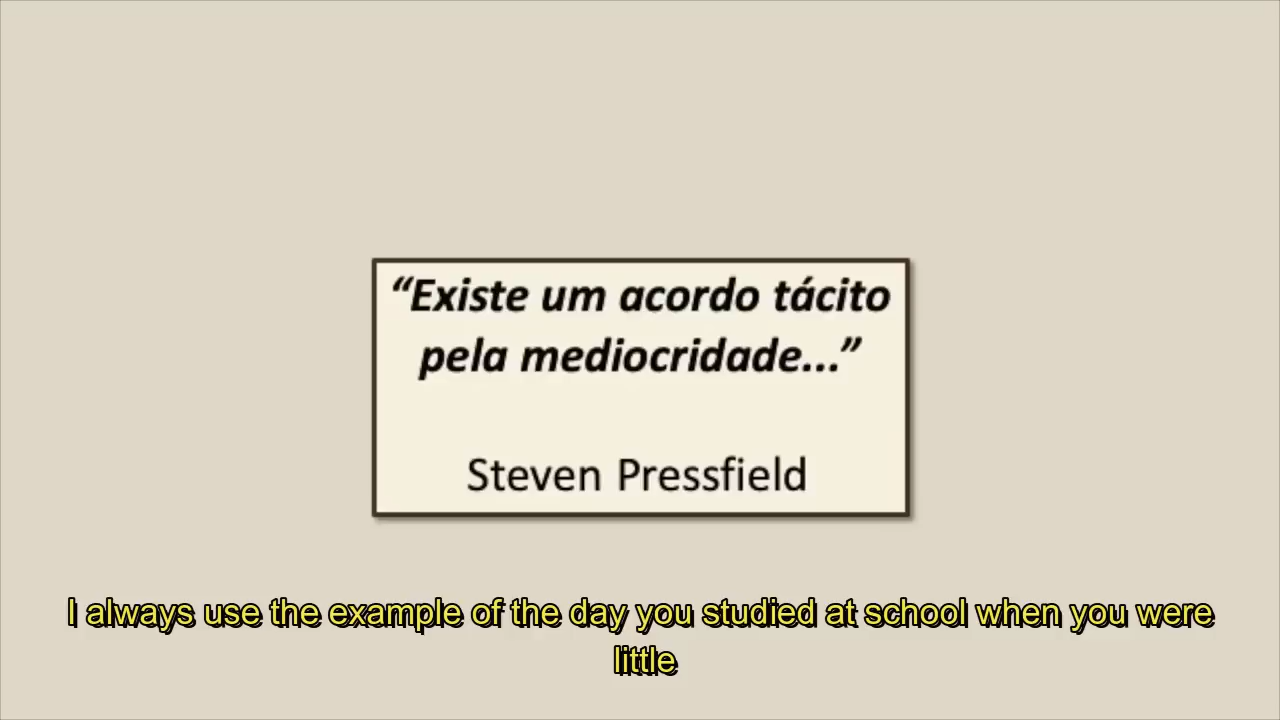 “Existe um acordo tácito
pela mediocridade...”
Steven Pressfield
I always use the example of the day you studied at school when you were
little